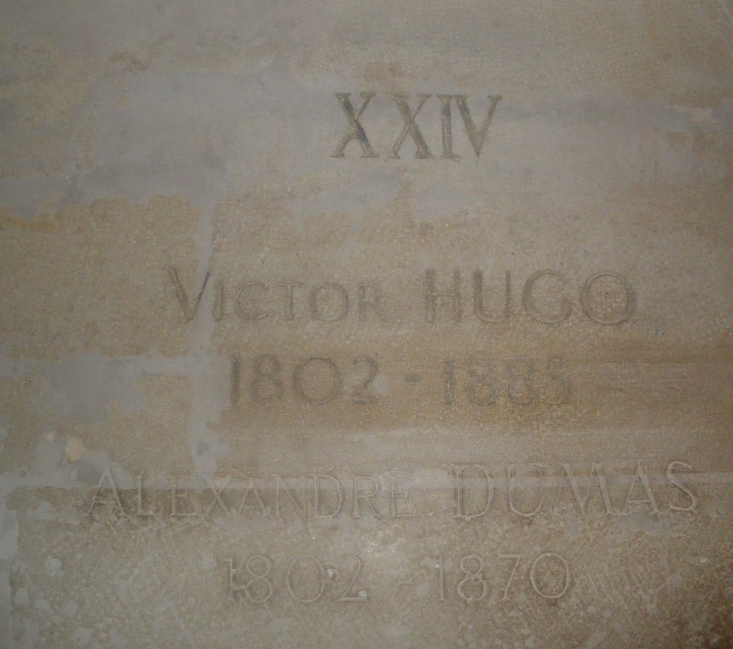 XXIV
VICTOR HUGO
1802 - 1885
ALEXANDRE DUMAS
1802 - 1870